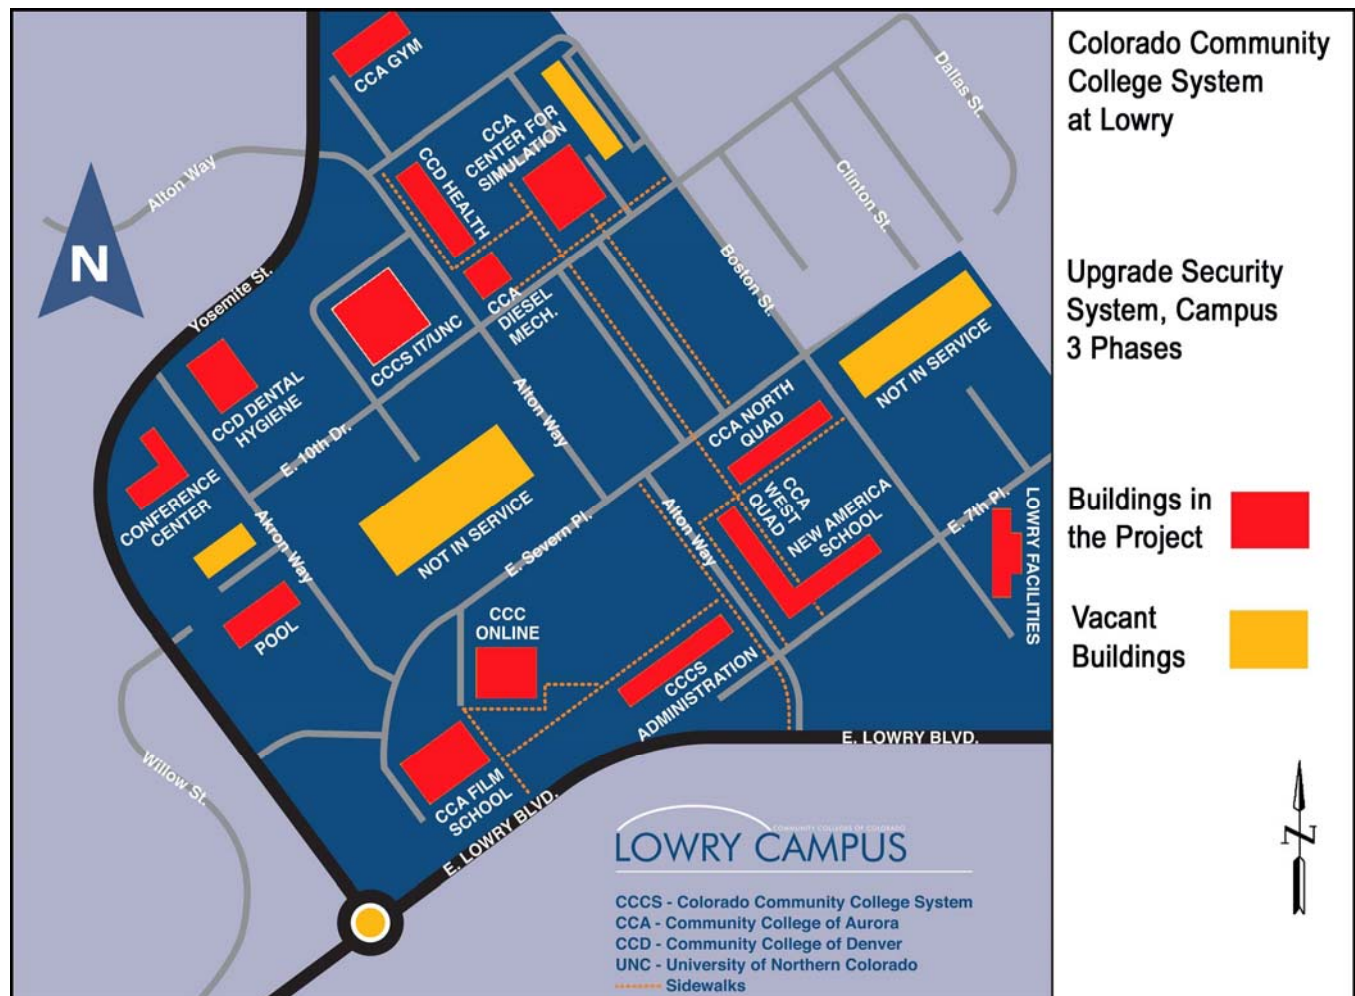 CCA GYM
Alton Way
CCA
CENTER FOR
SIMULATION
CCD HEALTH
Dallas St.
Clinton St.
N
Yosemite St.
Boston St.
CCA
DIESEL
MECH.
CCCS IT/UNC
NOT IN SERVICE
CCD DENTAL
HYGIENE
E. 10th Dr.
Alton Way
CCA NORTH
QUAD
CONFERENCE
CENTER
Akron Way
NOT IN SERVICE
E. Severn Pl.
Alton Way
CCA
WEST
QUAD
NEW AMERICA
SCHOOL
E. 7th Pl.
LOWRY FACILITIES
POOL
CCC
ONLINE
CCCS
ADMINISTRATION
Willow St.
CCA FILM
SCHOOL
E. LOWRY BLVD.
E. LOWRY BLVD.
COMMUNITY COLLEGES OF COLORADO
LOWRY CAMPUS
CCCS - Colorado Community College System
CCA - Community College of Aurora
CCD - Community College of Denver
UNC - University of Northern Colorado
Sidewalks
Colorado Community
College System
at Lowry
Upgrade Security
System, Campus
3 Phases
Buildings in
the Project
Vacant
Buildings
N